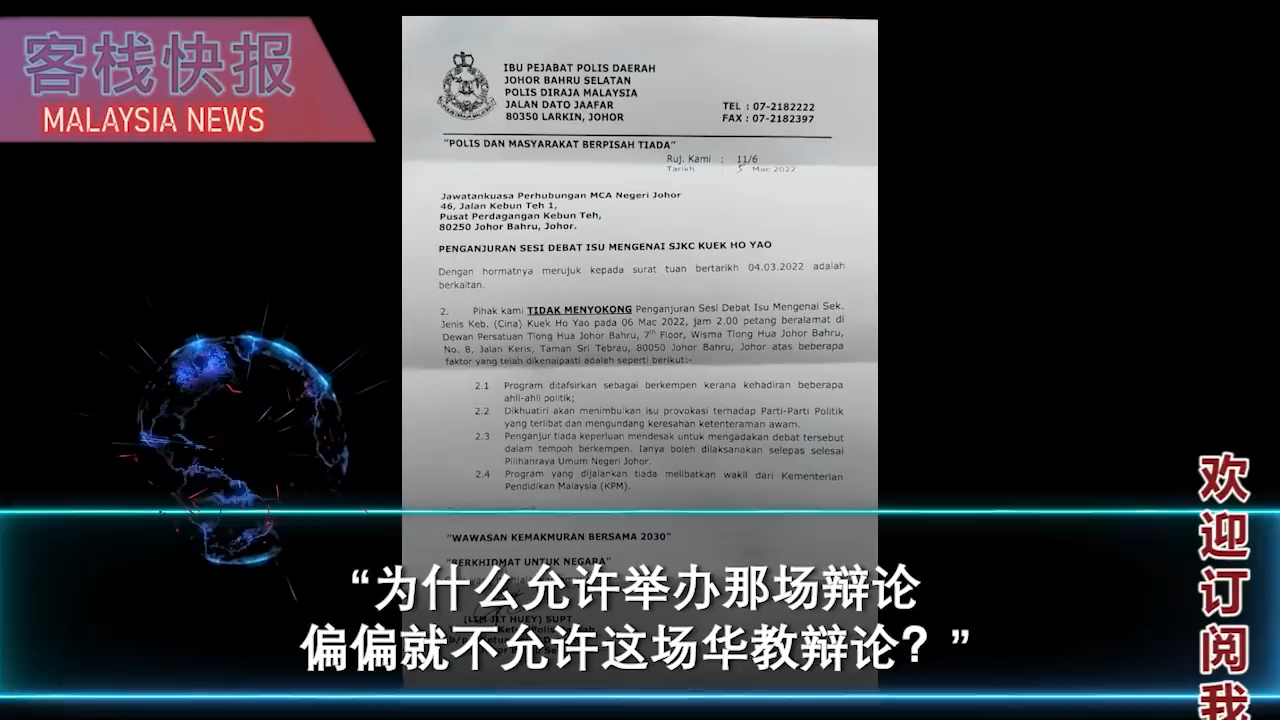 客栈快报
MALAYSIA NEWS
IBU PEJABAT POLIS DAERAH
JOHOR BAHRU SELATAN
POLIS DIRAJA MALAYSIA
JALAN DATO JAAFAR
80350 LARKIN, JOHOR
TEL : 07-2182222
FAX : 07-2182397
"POLIS DAN MASYARAKAT BERPISAH TIADA"
Ruj. Kami : 11/6
Tarikh : 5 Mac 2022
Jawatankuasa Perhubungan MCA Negeri Johor
46, Jalan Kebun Teh 1,
Pusat Perdagangan Kebun Teh,
80250 Johor Bahru, Johor.
PENGANJURAN SESI DEBAT ISU MENGENAI SJKC KUEK HO YAO
Dengan hormatnya merujuk kepada surat tuan bertarikh 04.03.2022 adalah
berkaitan.
2. Pihak kami TIDAK MENYOKONG Penganjuran Sesi Debat Isu Mengenai Sek.
Jenis Keb. (Cina) Kuek Ho Yao pada 06 Mac 2022, jam 2.00 petang beralamat di
Dewan Persatuan Tiong Hua Johor Bahru, 7th Floor, Wisma Tiong Hua Johor Bahru,
No. 8, Jalan Keris, Taman Sri Tebrau, 80050 Johor Bahru, Johor atas beberapa
faktor yang telah dikenalpasti adalah seperti berikut:-
2.1 Program ditafsirkan sebagai berkempen kerana kehadiran beberapa
ahli-ahli politik;
2.2 Dikhuatiri akan menimbulkan isu provokasi terhadap Parti-Parti Politik
yang terlibat dan mengundang keresahan ketenteraman awam.
2.3 Penganjur tiada keperluan mendesak untuk mengadakan debat tersebut
dalam tempoh berkempen. Ianya boleh dilaksanakan selepas selesai
Pilihanraya Umum Negeri Johor.
2.4 Program yang dijalankan tiada melibatkan wakil dari Kementerian
Pendidikan Malaysia (KPM).
"WAWASAN KEMAKMURAN BERSAMA 2030"
"BERKHIDMAT UNTUK NEGARA"
(LEM JIT HUEY) SUPT
“为什么允许举办那场辩论
偏偏就不允许这场华教辩论？”
欢迎订阅我